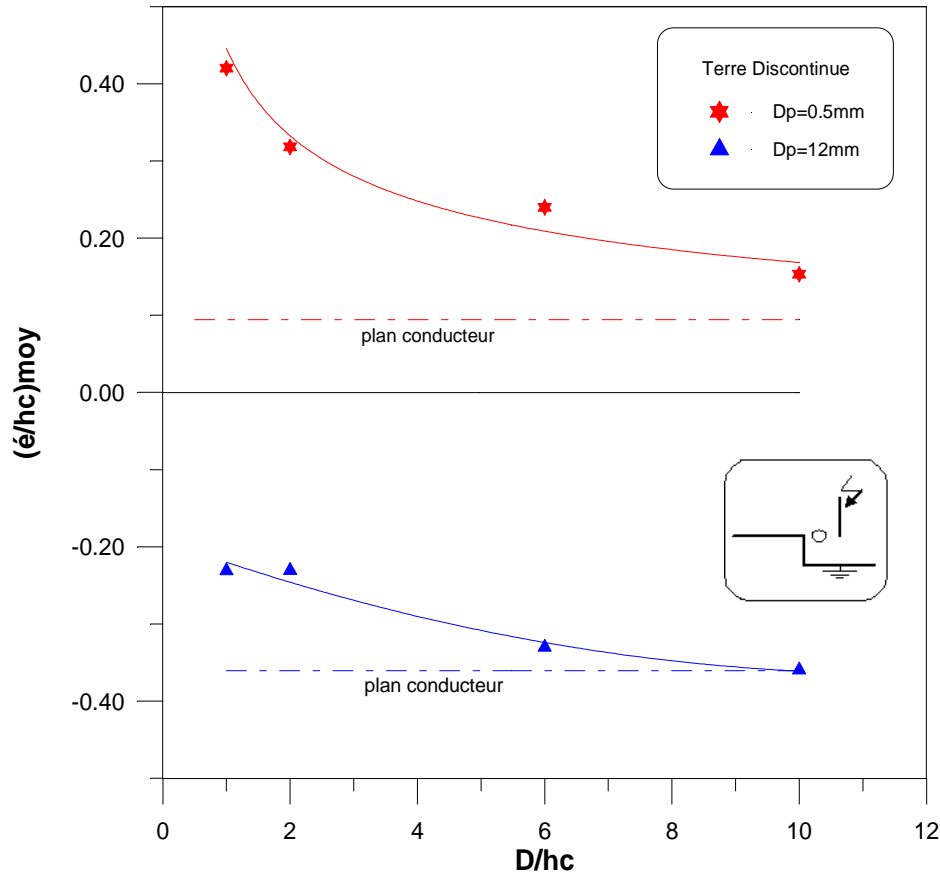 Terre Discontinue
Dp=0.5mm
Dp=12mm
0.40
0.20
0.00
-0.20
-0.40
(é/hc)moy
plan conducteur
plan conducteur
0 2 4 6 8 10 12
D/hc